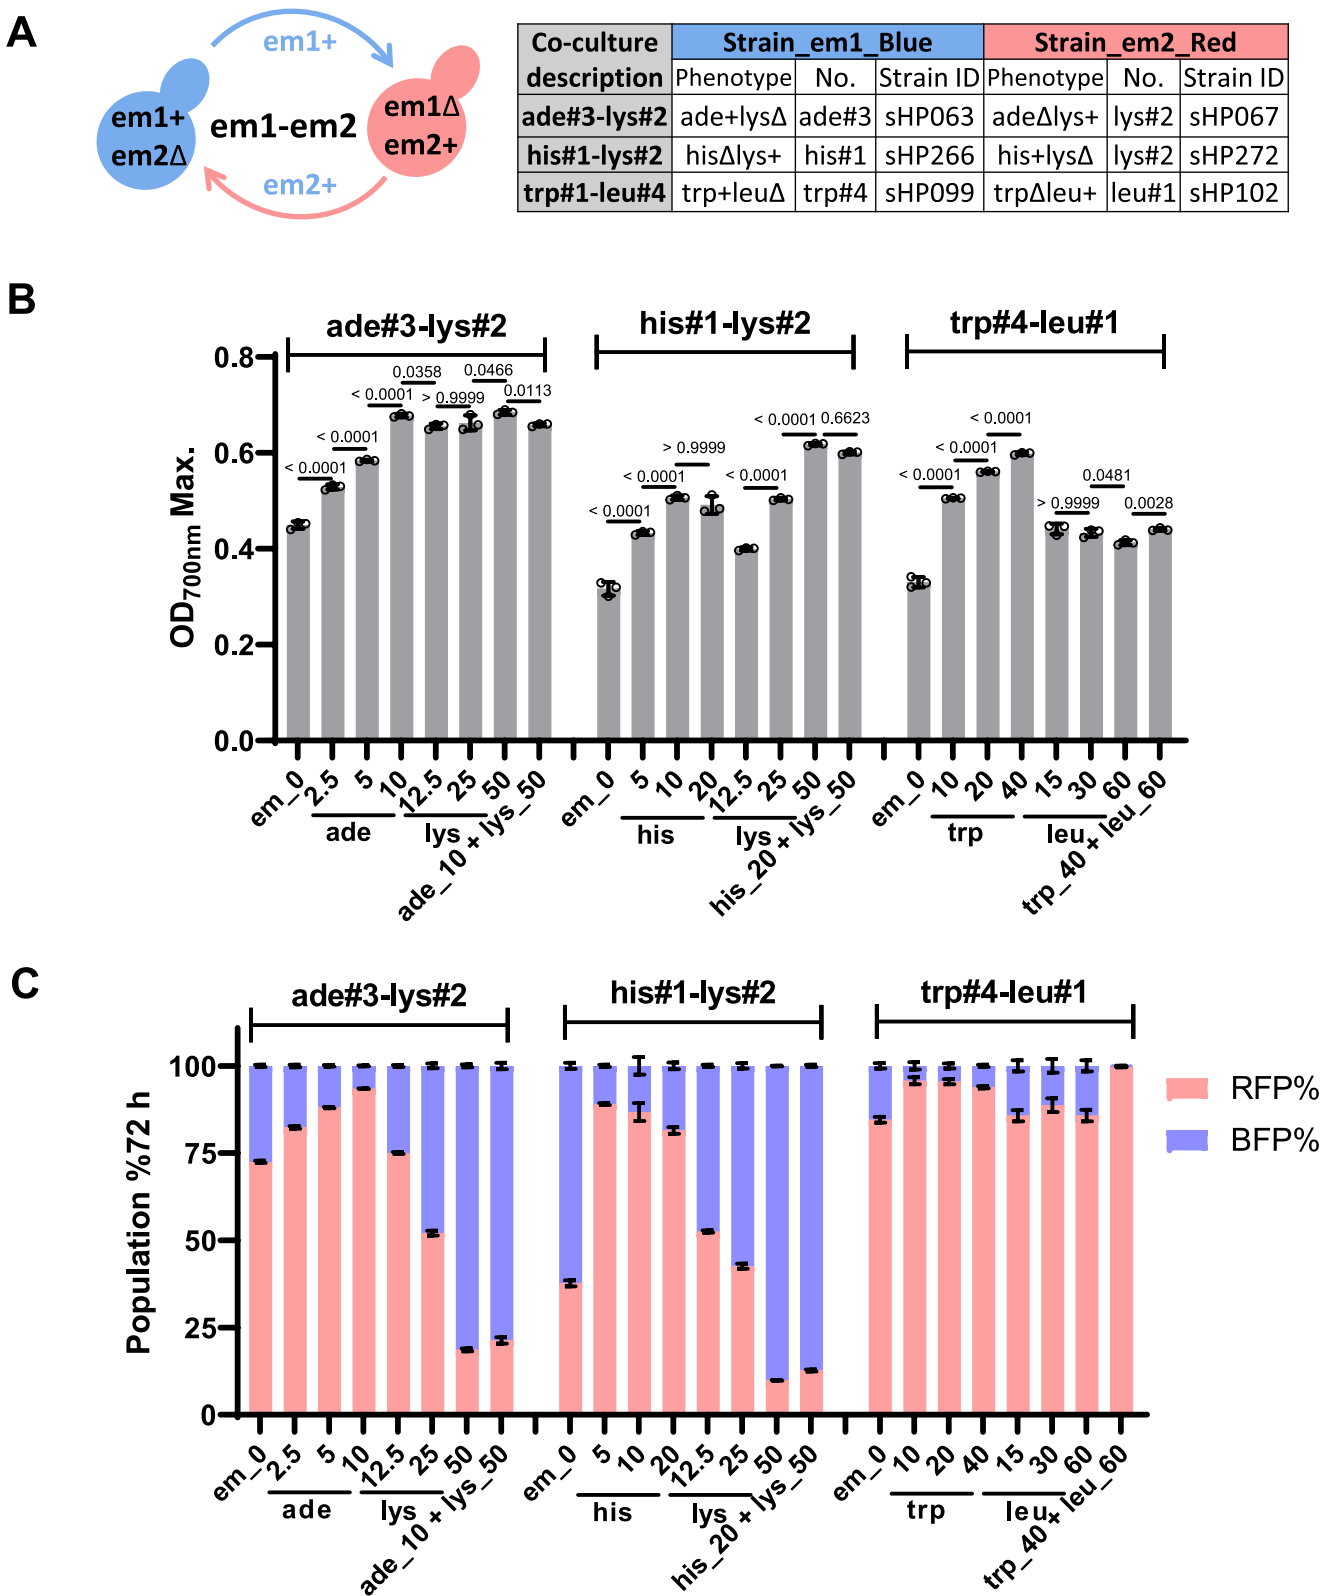 A
em1+
em1+
em2Δ
em1-em2
em1Δ
em2+
em2+
Co-culture description Strain_em1_Blue Strain_em2_Red
Phenotype No. Strain ID Phenotype No. Strain ID
ade#3-lys#2 ade+lysΔ ade#3 sHP063 adeΔlys+ lys#2 sHP067
his#1-lys#2 hisΔlys+ his#1 sHP266 his+lysΔ lys#2 sHP272
trp#1-leu#4 trp+leuΔ trp#4 sHP099 trpΔleu+ leu#1 sHP102
B
ade#3-lys#2 his#1-lys#2 trp#4-leu#1
OD700nm Max.
0.8
0.6
0.4
0.2
0.0
< 0.0001 < 0.0001 < 0.0001 0.0358 > 0.9999 0.0466 0.0113
< 0.0001 < 0.0001 > 0.9999 < 0.0001 < 0.0001 0.6623
< 0.0001 < 0.0001 < 0.0001 > 0.9999 0.0481 0.0028
em_0 2.5 5 10 12.5 25 50 ade_10 + lys_50 em_0 5 10 20 12.5 25 50 his_20 + lys_50 em_0 10 20 40 15 30 60 trp_40 + leu_60
ade lys his lys trp leu
C
ade#3-lys#2 his#1-lys#2 trp#4-leu#1
Population %72 h
100
75
50
25
0
RFP%
BFP%
em_0 2.5 5 10 12.5 25 50 ade_10 + lys_50 em_0 5 10 20 12.5 25 50 his_20 + lys_50 em_0 10 20 40 15 30 60 trp_40 + leu_60
ade lys his lys trp leu